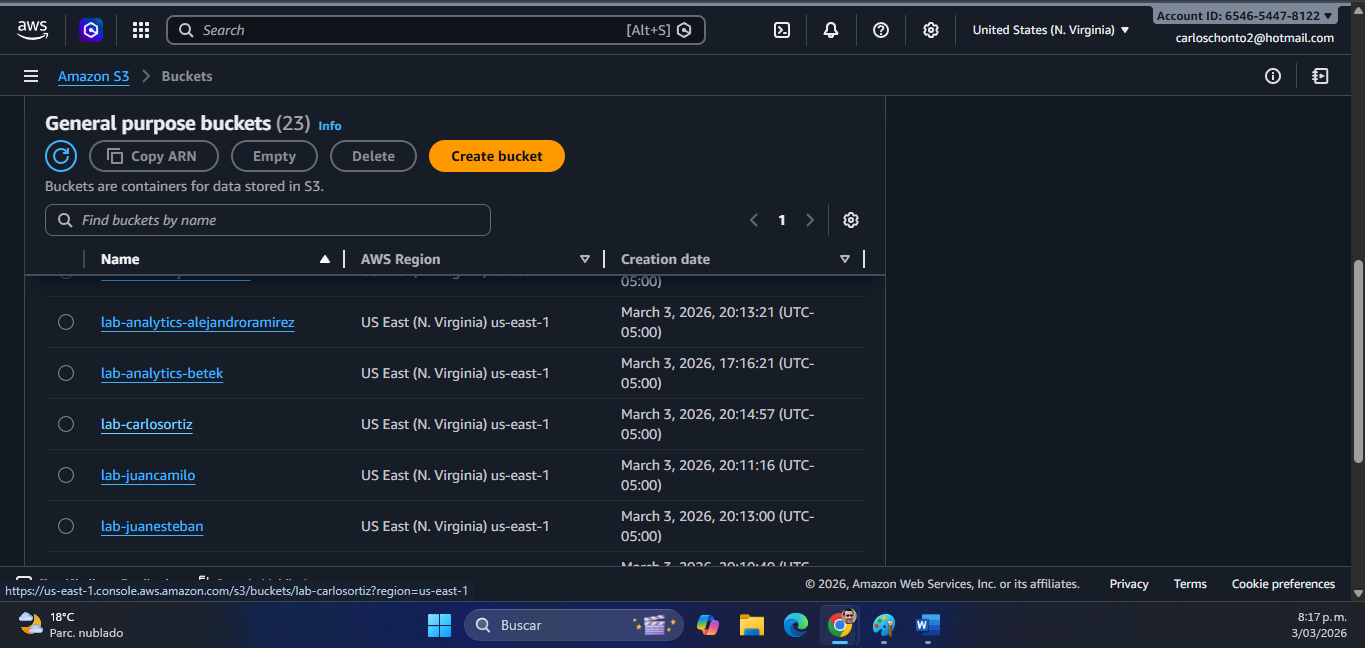 aws
Search [Alt+S]
United States (N. Virginia) ▼
Account ID: 6546-5447-8122 ▼
carloschonto2@hotmail.com
Amazon S3 > Buckets
General purpose buckets (23) Info
Copy ARN
Empty
Delete
Create bucket
Buckets are containers for data stored in S3.
Find buckets by name
1
Name AWS Region Creation date
05:00)
lab-analytics-alejandroramirez US East (N. Virginia) us-east-1 March 3, 2026, 20:13:21 (UTC-
05:00)
lab-analytics-betek US East (N. Virginia) us-east-1 March 3, 2026, 17:16:21 (UTC-
05:00)
lab-carlosortiz US East (N. Virginia) us-east-1 March 3, 2026, 20:14:57 (UTC-
05:00)
lab-juancamilo US East (N. Virginia) us-east-1 March 3, 2026, 20:11:16 (UTC-
05:00)
lab-juanesteban US East (N. Virginia) us-east-1 March 3, 2026, 20:13:00 (UTC-
05:00)
https://us-east-1.console.aws.amazon.com/s3/buckets/lab-carlosortiz?region=us-east-1
© 2026, Amazon Web Services, Inc. or its affiliates. Privacy Terms Cookie preferences
18°C
Parc. nublado
Buscar
8:17 p. m.
3/03/2026